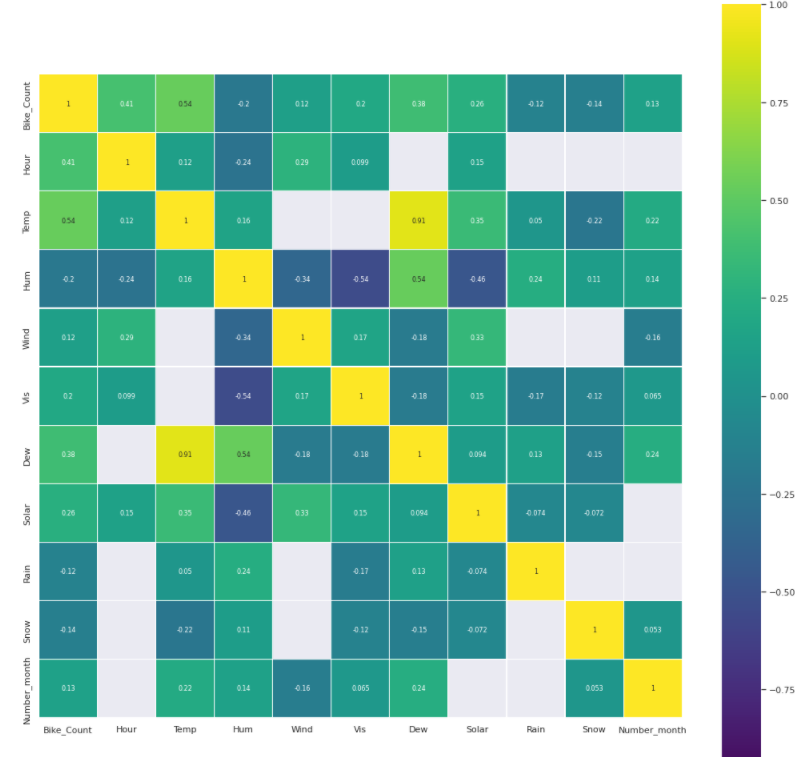 1.00
0.75
0.50
0.25
0.00
−0.25
−0.50
−0.75
Bike_Count 1 0.41 0.54 -0.2 0.12 0.2 0.38 0.26 -0.12 -0.14 0.13
Hour 0.41 1 0.12 -0.24 0.29 0.099 0.15
Temp 0.54 0.12 1 0.16 0.91 0.35 0.05 -0.22 0.22
Hum -0.2 -0.24 0.16 1 -0.34 -0.54 0.54 -0.46 0.24 0.11 0.14
Wind 0.12 0.29 -0.34 1 0.17 -0.18 0.33 -0.16
Vis 0.2 0.099 -0.54 0.17 1 -0.18 0.15 -0.17 -0.12 0.065
Dew 0.38 0.91 0.54 -0.18 -0.18 1 0.094 0.13 -0.15 0.24
Solar 0.26 0.15 0.35 -0.46 0.33 0.15 0.094 1 -0.074 -0.072
Rain -0.12 0.05 0.24 -0.17 0.13 -0.074 1
Snow -0.14 -0.22 0.11 -0.12 -0.15 -0.072 1 0.053
Number_month 0.13 0.22 0.14 -0.16 0.065 0.24 0.053 1
Bike_Count Hour Temp Hum Wind Vis Dew Solar Rain Snow Number_month